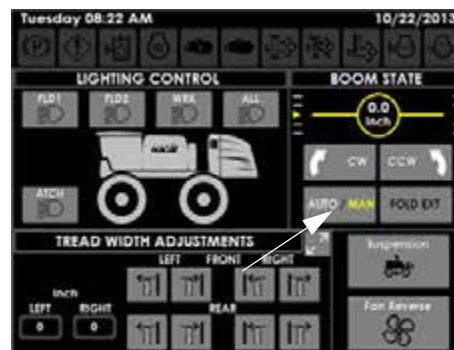 Tuesday 08:22 AM 10/22/2013
LIGHTING CONTROL
BOOM STATE
FLD1 FLD2 WRK ALL
0.0
Inch
CW CCW
ATCH
AUTO / MAN FOLD EXT
TREAD WIDTH ADJUSTMENTS
LEFT FRONT RIGHT
Suspension
Inch
LEFT RIGHT
REAR
0 0
Fan Reverse